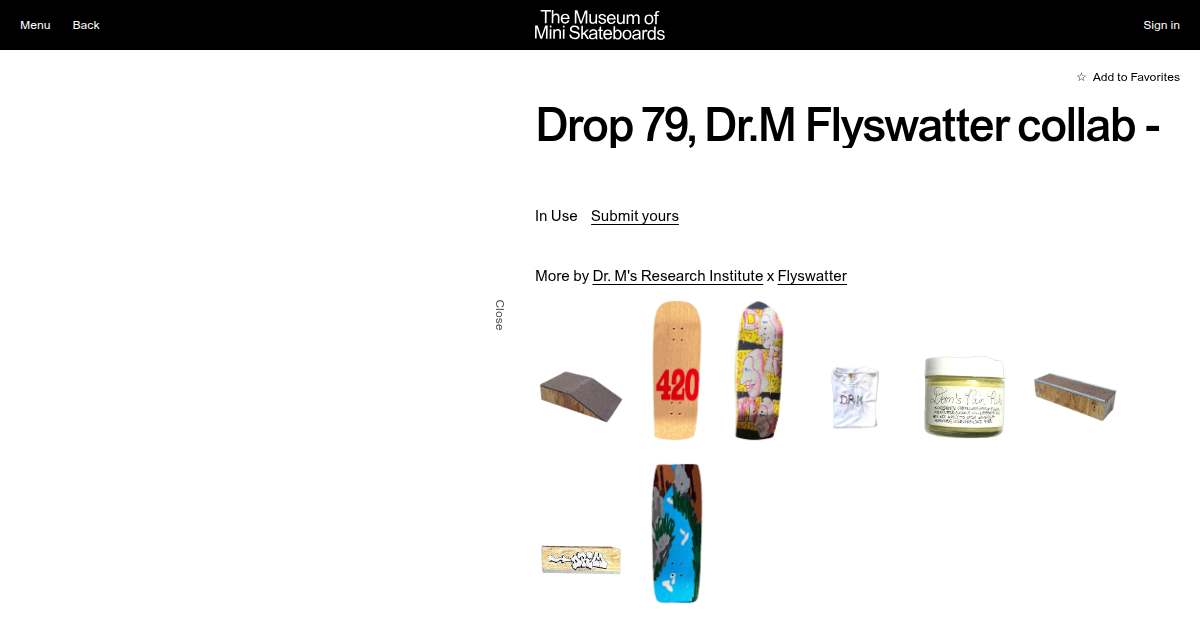 Menu
Back
The Museum of
Mini Skateboards
Sign in
☆ Add to Favorites
Drop 79, Dr.M Flyswatter collab -
In Use
Submit yours
More by Dr. M's Research Institute x Flyswatter
Close
420
DR.M